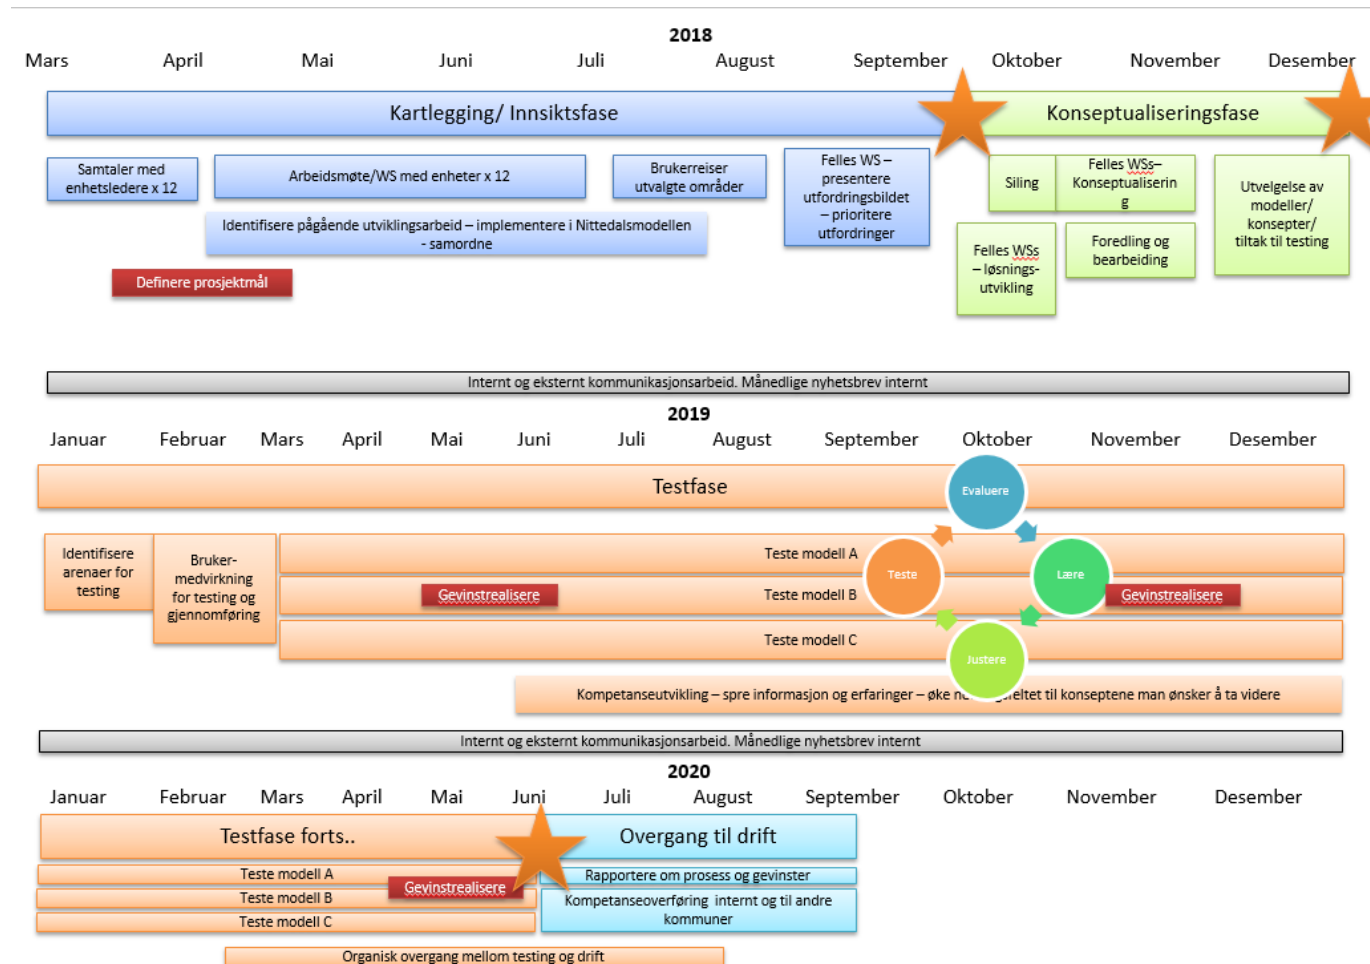 2018
Mars April Mai Juni Juli August September Oktober November Desember
Kartlegging/ Innsiktsfase
Konseptualiseringsfase
Samtaler med
enhetsledere x 12
Arbeidsmøte/WS med enheter x 12
Brukerreiser
utvalgte områder
Felles WS –
presentere
utfordringsbildet
– prioritere
utfordringer
Siling
Felles WSs–
Konseptualiserin
g
Utvelgelse av
modeller/
konsepter/
tiltak til testing
Identifisere pågående utviklingsarbeid – implementere i Nittedalsmodellen
- samordne
Felles WSs
– løsnings-
utvikling
Foredling og
bearbeiding
Definere prosjektmål
Internt og eksternt kommunikasjonsarbeid. Månedlige nyhetsbrev internt
2019
Januar Februar Mars April Mai Juni Juli August September Oktober November Desember
Testfase
Evaluere
Lære
Justere
Teste
Identifisere
arenaer for
testing
Bruker-
medvirkning
for testing og
gjennomføring
Teste modell A
Teste modell B
Gevinstrealisere
Gevinstrealisere
Teste modell C
Kompetanseutvikling – spre informasjon og erfaringer – øke til konseptene man ønsker å ta videre
Internt og eksternt kommunikasjonsarbeid. Månedlige nyhetsbrev internt
2020
Januar Februar Mars April Mai Juni Juli August September Oktober November Desember
Testfase forts..
Overgang til drift
Teste modell A
Teste modell B
Teste modell C
Gevinstrealisere
Rapportere om prosess og gevinster
Kompetanseoverføring internt og til andre
kommuner
Organisk overgang mellom testing og drift